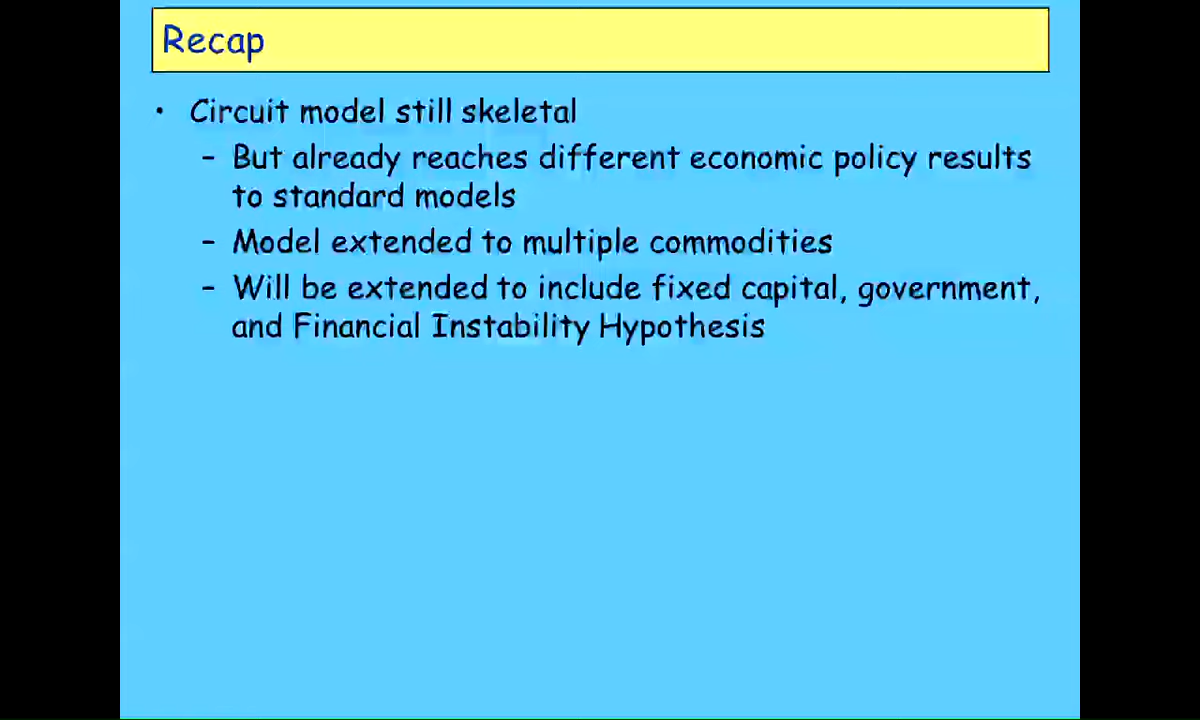 Recap
• Circuit model still skeletal
– But already reaches different economic policy results
to standard models
– Model extended to multiple commodities
– Will be extended to include fixed capital, government,
and Financial Instability Hypothesis